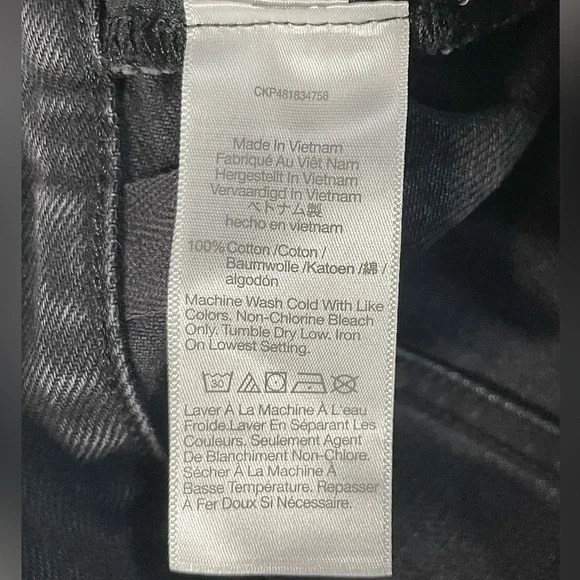 CKP481834758
Made In Vietnam
Fabriqué Au Viêt Nam
Hergestellt In Vietnam
Vervaardigd In Vietnam
ベトナム製
hecho en vietnam
100% Cotton /Coton /
Baumwolle /Katoen /綿 /
algodón
Machine Wash Cold With Like
Colors. Non-Chlorine Bleach
Only. Tumble Dry Low. Iron
On Lowest Setting.
30
Laver À La Machine À L'eau
Froide.Laver En Séparant Les
Couleurs. Seulement Agent
De Blanchiment Non-Chlore.
Sécher À La Machine À
Basse Température. Repasser
À Fer Doux Si Nécessaire.